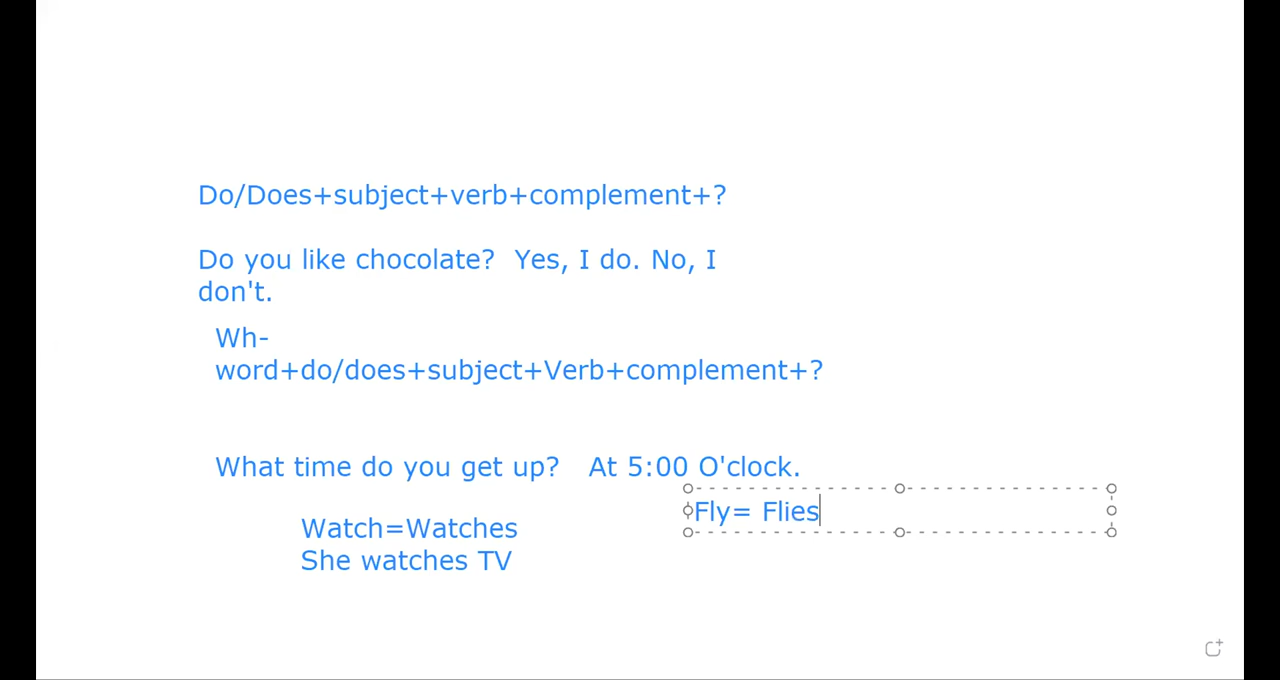 Do/Does+subject+verb+complement+?
Do you like chocolate? Yes, I do. No, I
don't.
Wh-
word+do/does+subject+Verb+complement+?
What time do you get up? At 5:00 O'clock.
Fly= Flies
Watch=Watches
She watches TV